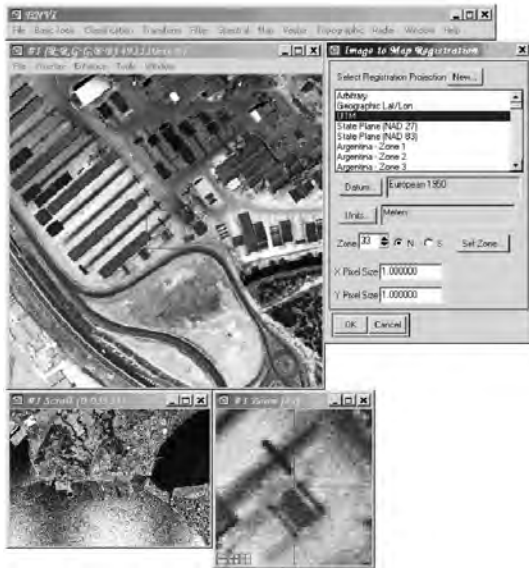 ENVI
File Basic Tools Classification Transform Filter Spectral Map Vector Topographic Radar Window Help
File Overlay Enhance Tools Window
Image to Map Registration
Select Registration Projection New...
Arbitrary
Geographic Lat/Lon
UTM
State Plane (NAD 27)
State Plane (NAD 83)
Argentina - Zone 1
Argentina - Zone 2
Argentina - Zone 3
Datum... European 1950
Units... Meters
Zone 33 N S Set Zone...
X Pixel Size 1.000000
Y Pixel Size 1.000000
OK Cancel
#1 Scroll
#1 Zoom